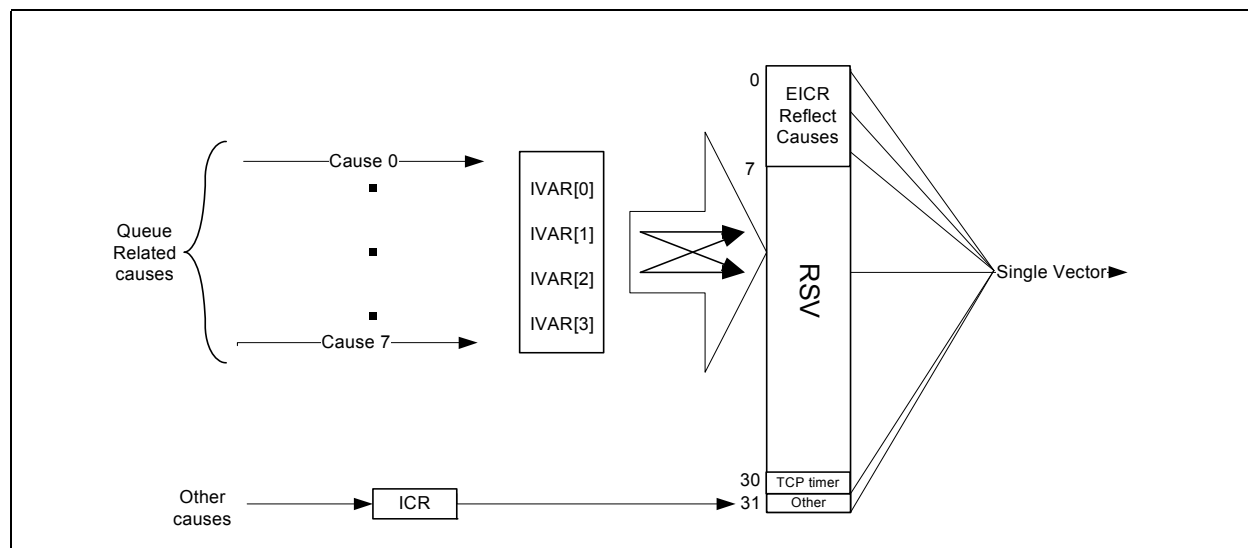 Queue
Related
causes
Cause 0
Cause 7
IVAR[0]
IVAR[1]
IVAR[2]
IVAR[3]
0
EICR
Reflect
Causes
7
RSV
Single Vector
30
TCP timer
Other
causes
ICR
31
Other